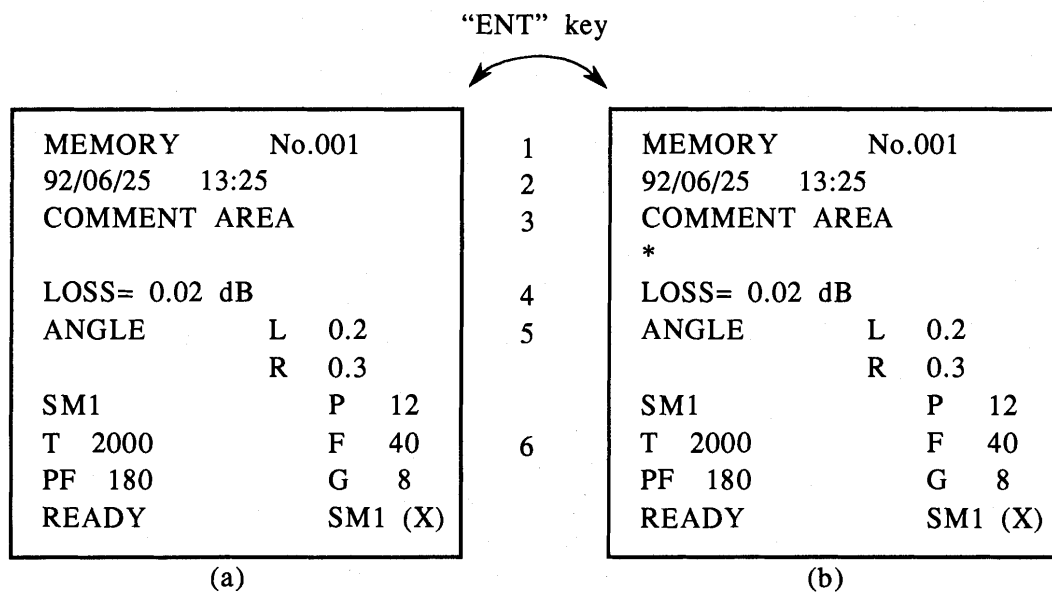 “ENT” key
MEMORY No.001
92/06/25 13:25
COMMENT AREA
LOSS= 0.02 dB
ANGLE L 0.2
R 0.3
SM1 P 12
T 2000 F 40
PF 180 G 8
READY SM1 (X)
(a)
1
2
3
4
5
6
MEMORY No.001
92/06/25 13:25
COMMENT AREA
*
LOSS= 0.02 dB
ANGLE L 0.2
R 0.3
SM1 P 12
T 2000 F 40
PF 180 G 8
READY SM1 (X)
(b)